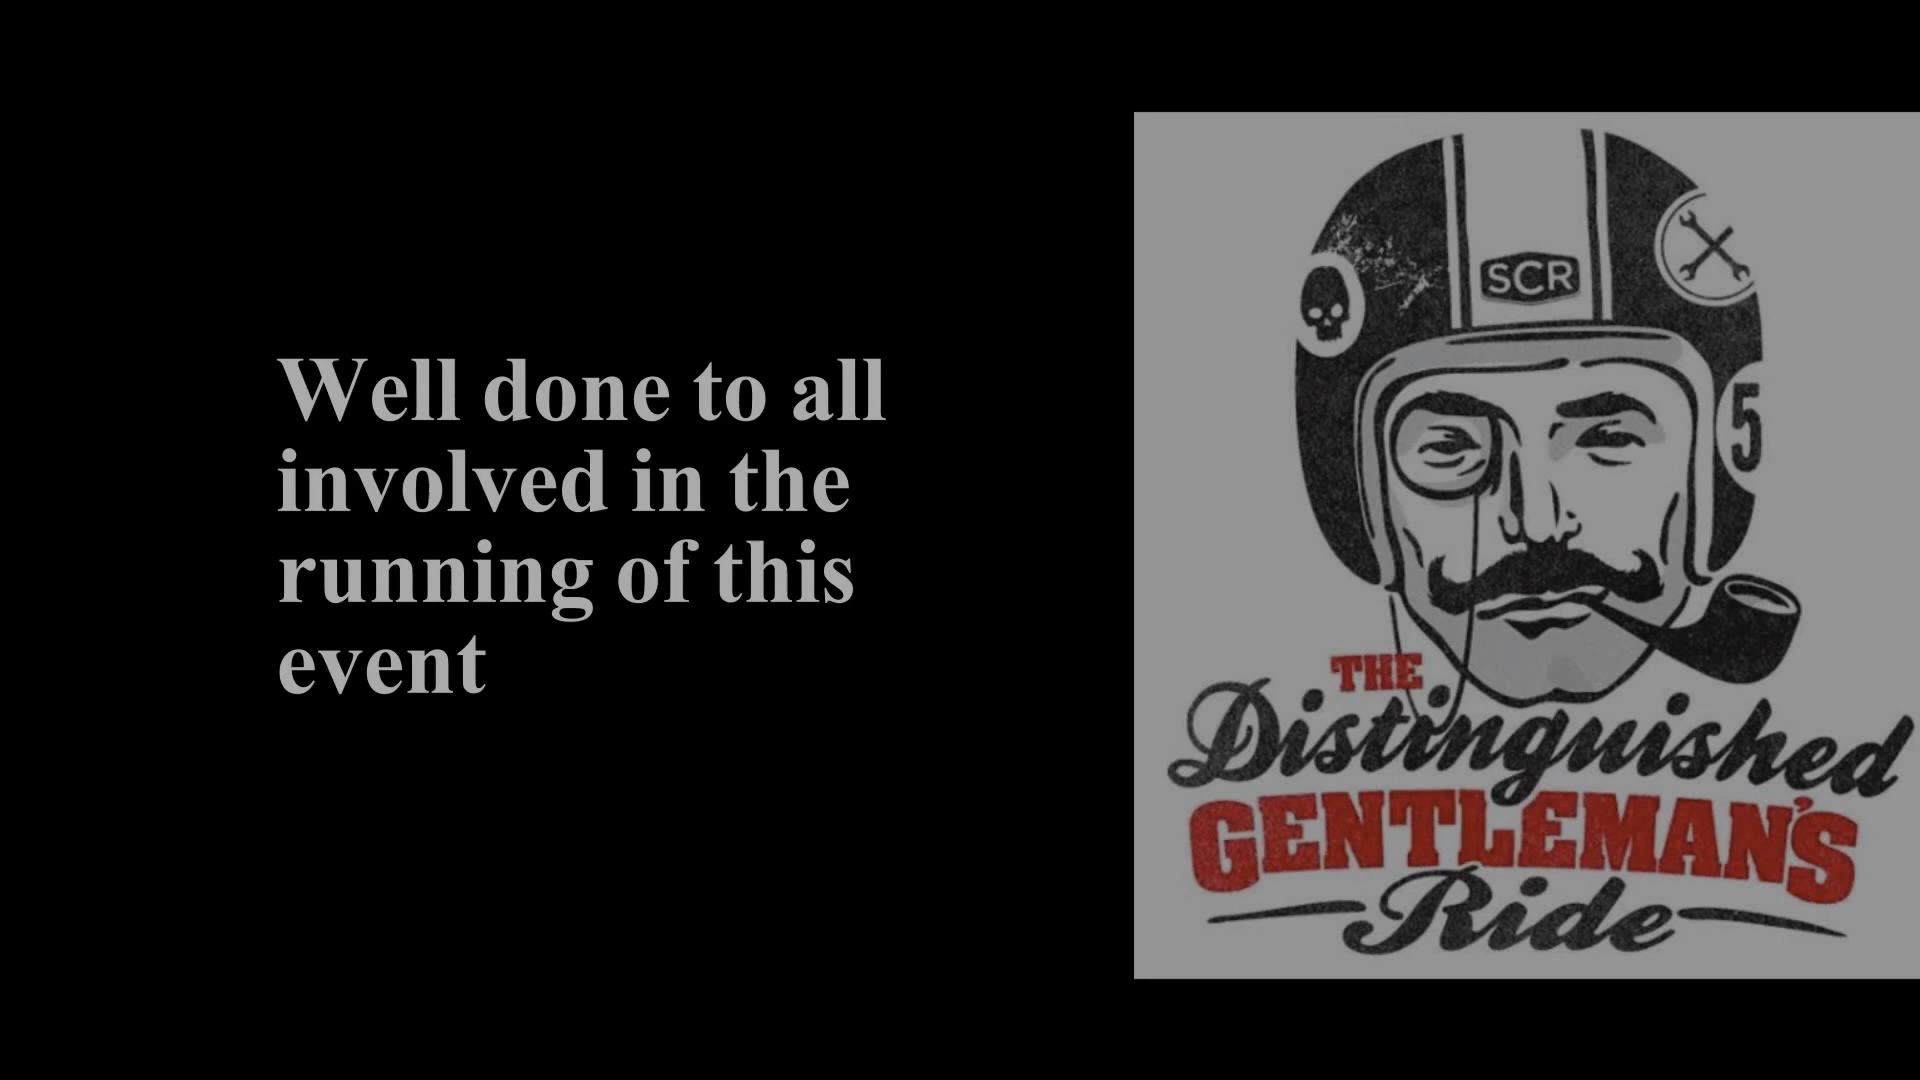 Well done to all
involved in the
running of this
event
SCR
5
THE
Distinguished
GENTLEMAN'S
Ride